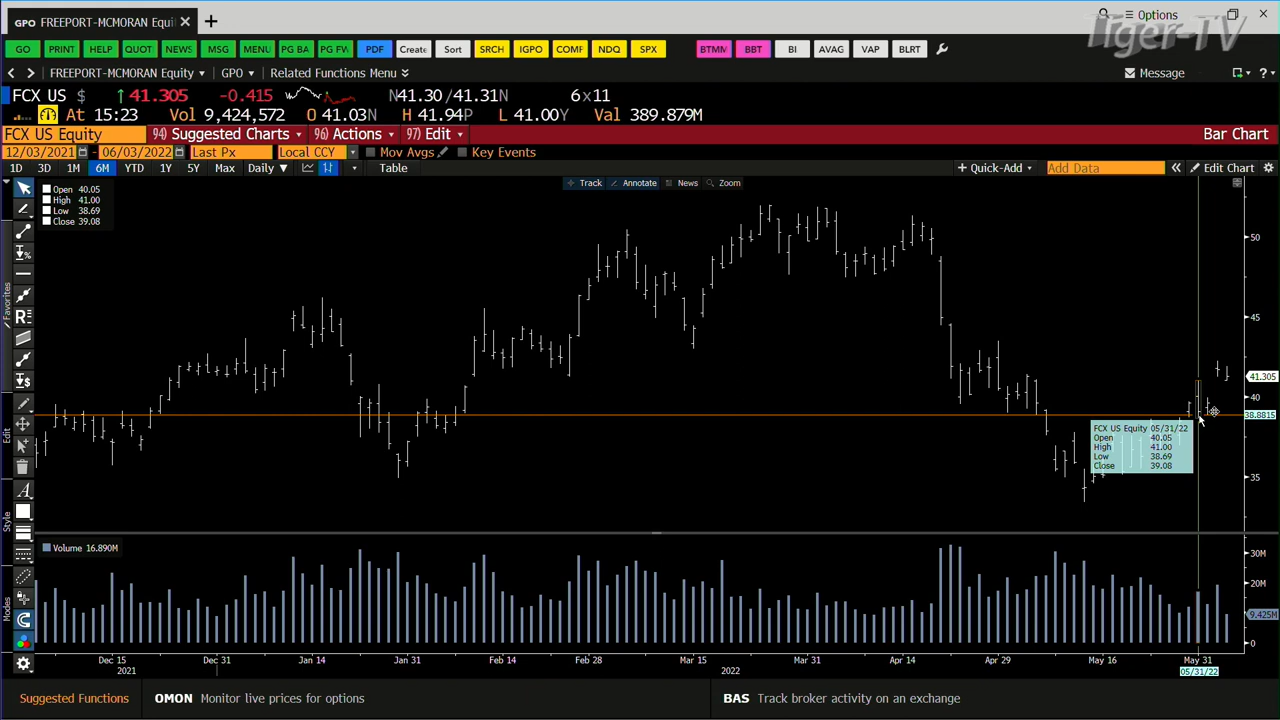 GPO FREEPORT-MCMORAN Equi
Options
Tiger-TV
GO PRINT HELP QUOT NEWS MSG MENU PG BA PG FV PDF Create Sort SRCH IGPO COMF NDQ SPX BTMM BBT BI AVAG VAP BLRT
FREEPORT-MCMORAN Equity GPO Related Functions Menu Message ?
FCX US $ 41.305 -0.415 N41.30/41.31N 6x11
At 15:23 Vol 9,424,572 O 41.03N H 41.94P L 41.00Y Val 389.879M
FCX US Equity 94) Suggested Charts 96) Actions 97) Edit Bar Chart
12/03/2021 06/03/2022 Last Px Local CCY Mov Avgs Key Events
1D 3D 1M 6M YTD 1Y 5Y Max Daily Table + Quick-Add Add Data « Edit Chart
Track Annotate News Zoom
Open 40.05
High 41.00
Low 38.69
Close 39.08
50
45
41.305
40
38.8815
35
FCX US Equity 05/31/22
Open 40.05
High 41.00
Low 38.69
Close 39.08
Favorites
Edit
Style
Modes
Volume 16.890M
30M
20M
9.425M
0
Dec 15 Dec 31 Jan 14 Jan 31 Feb 14 Feb 28 Mar 15 Mar 31 Apr 14 Apr 29 May 16 May 31
2021 2022 05/31/22
Suggested Functions OMON Monitor live prices for options BAS Track broker activity on an exchange